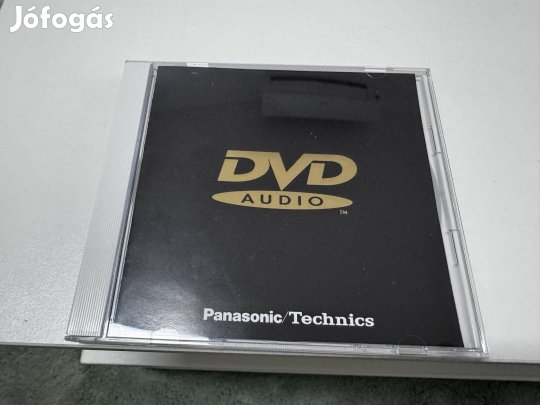 Jófogás
DVD
AUDIO
TM
Panasonic/Technics